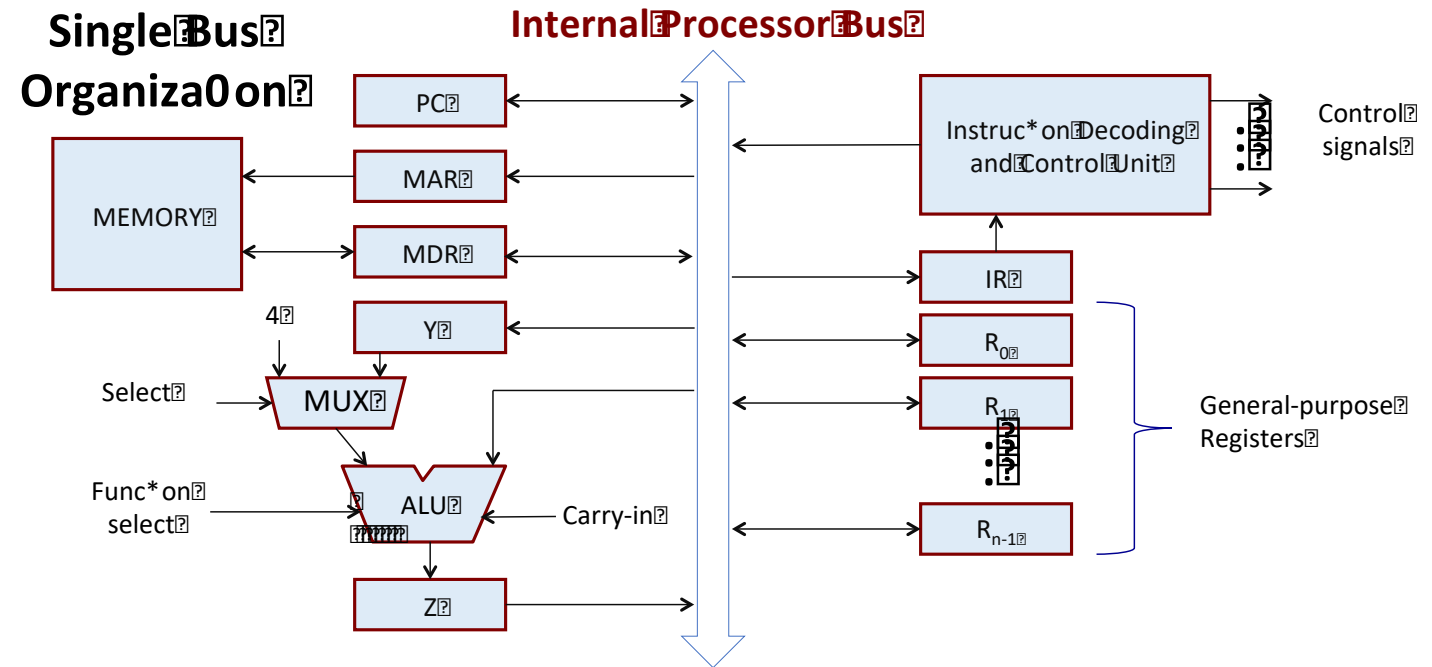 Single Bus
Organiza0on
Internal Processor Bus
PC
MAR
MEMORY
MDR
4
Y
Select
MUX
Func*on
select
ALU
Carry-in
Z
Instruc*on Decoding
and Control Unit
Control
signals
IR
R0
R1
General-purpose
Registers
Rn-1